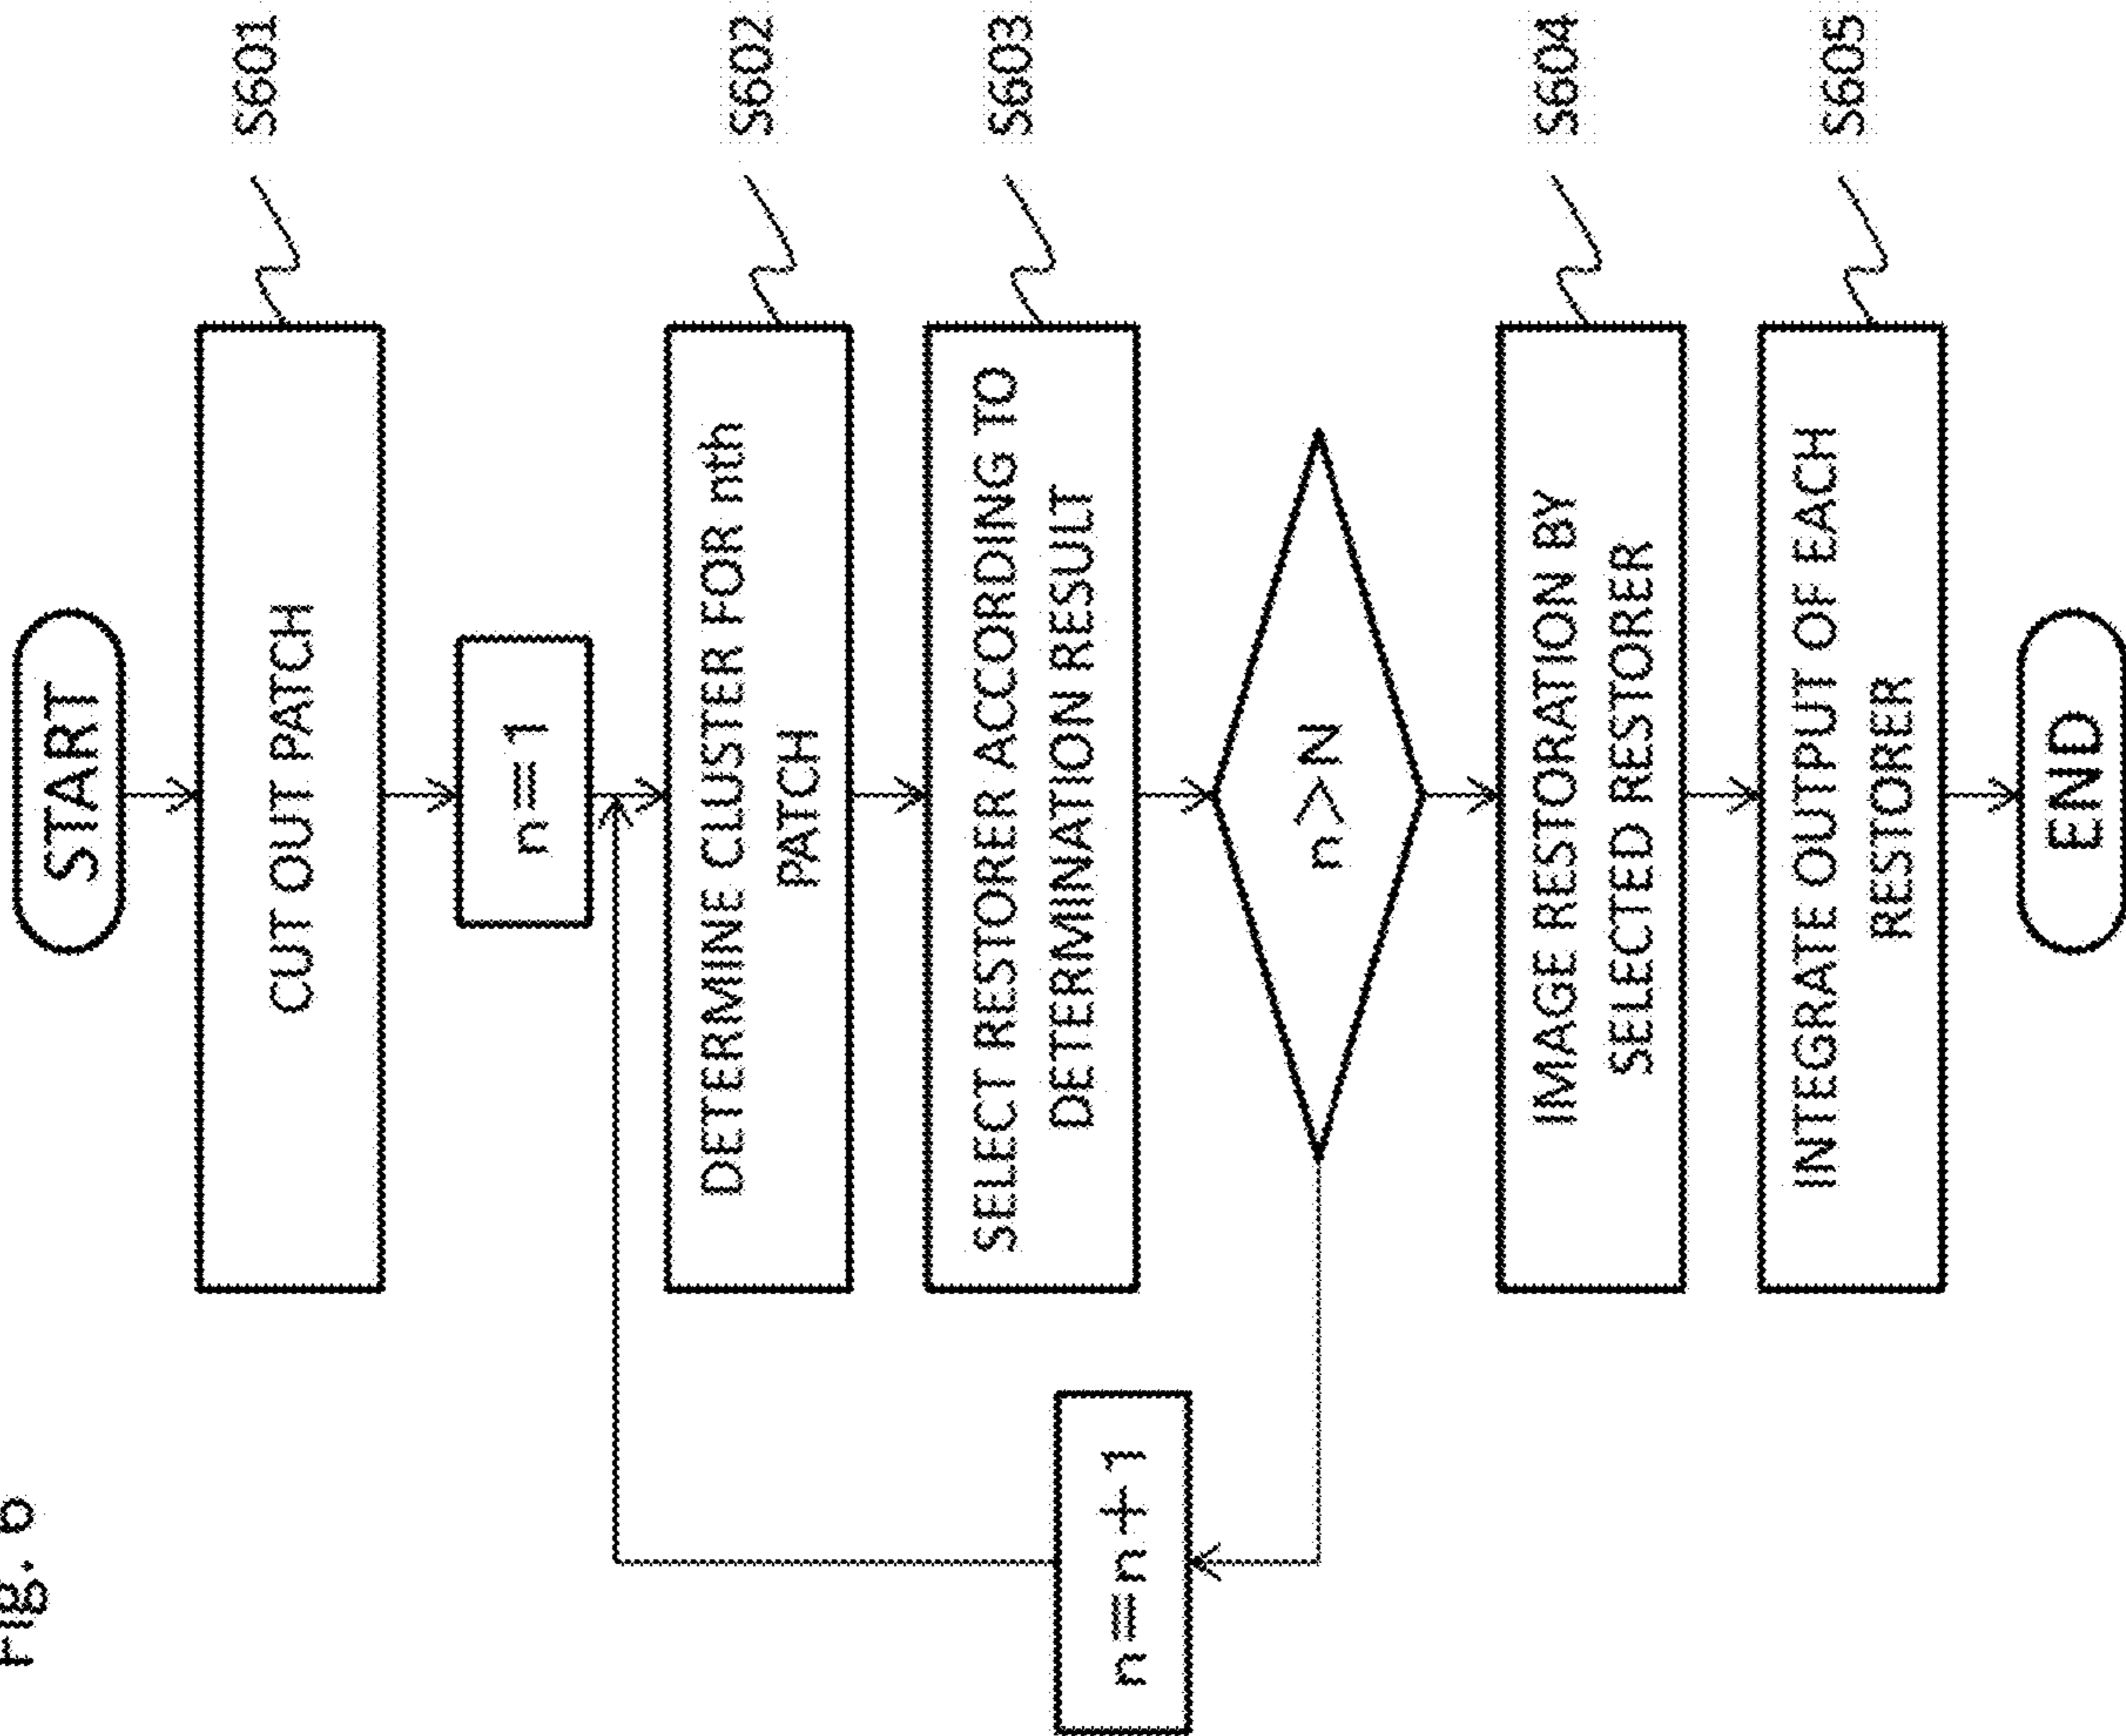 Fig. 6
START
CUT OUT PATCH
S601
n=1
DETERMINE CLUSTER FOR nth
PATCH
S602
SELECT RESTORER ACCORDING TO
DETERMINATION RESULT
S603
n=n+1
n>N
IMAGE RESTORATION BY
SELECTED RESTORER
S604
INTEGRATE OUTPUT OF EACH
RESTORER
S605
END